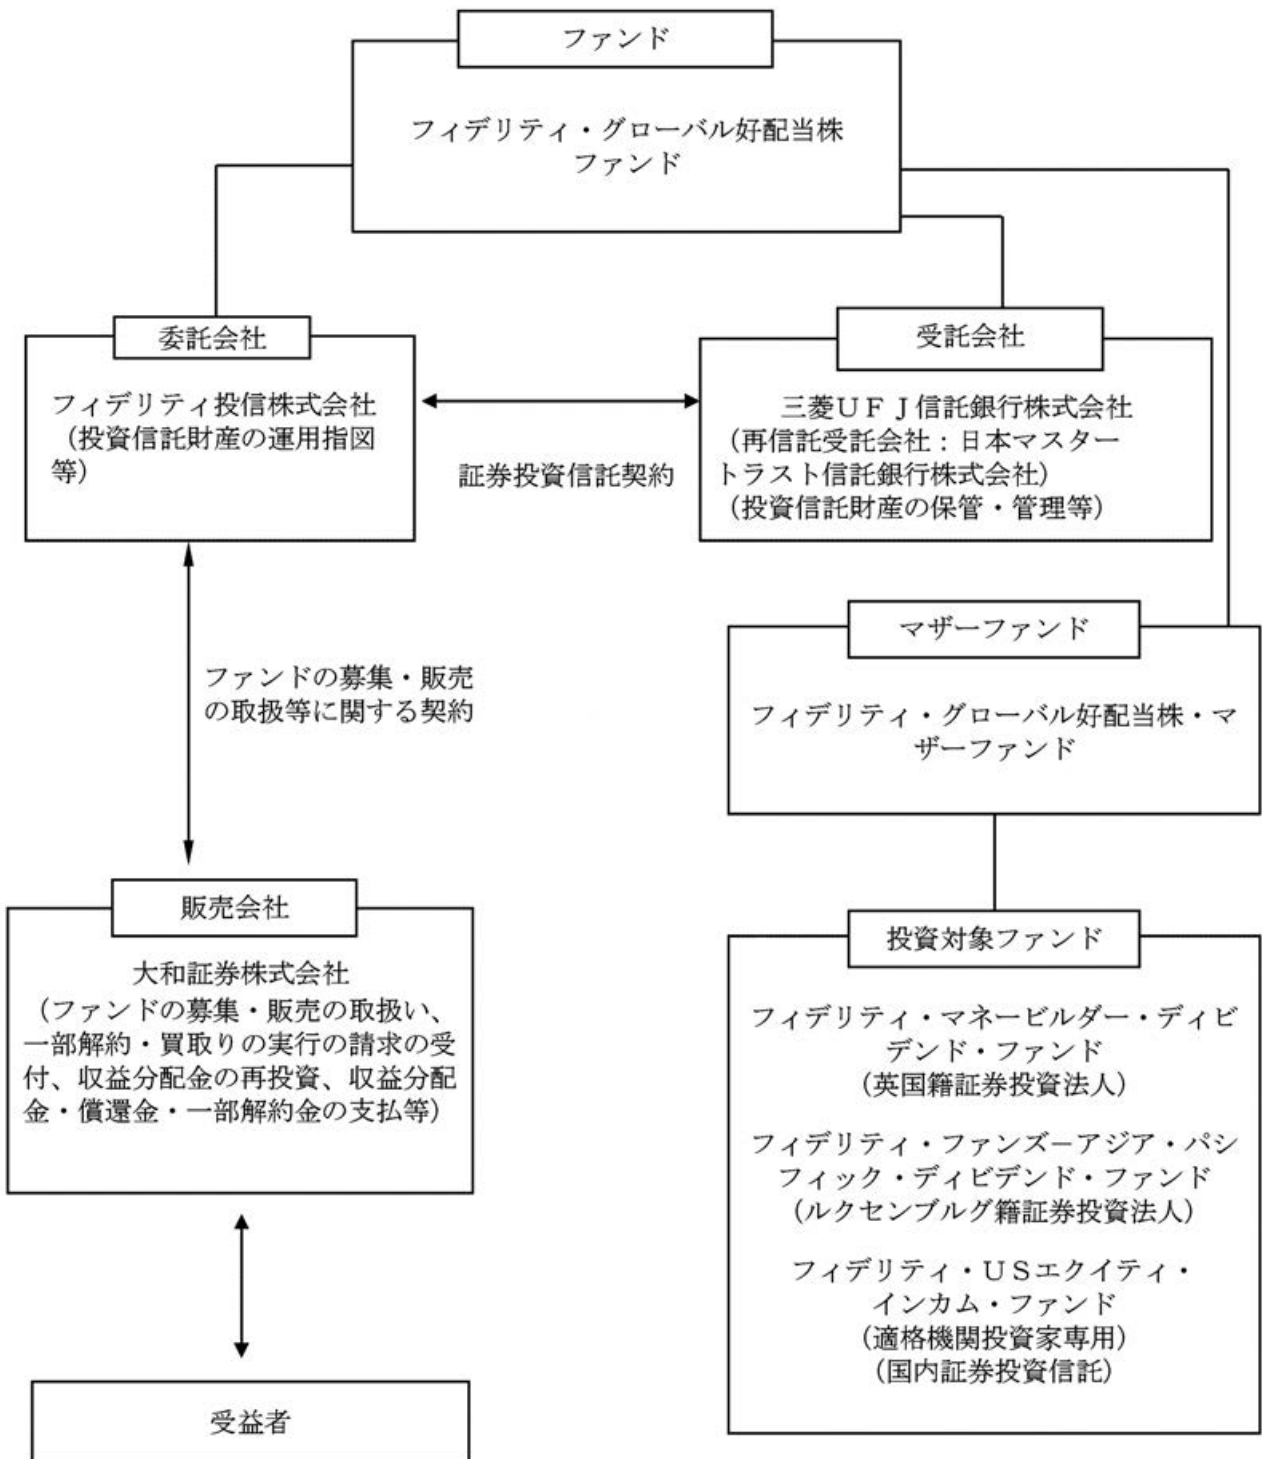 ファンド
フィデリティ・グローバル好配当株
ファンド
委託会社
フィデリティ投信株式会社
（投資信託財産の運用指図
等）
証券投資信託契約
受託会社
三菱ＵＦＪ信託銀行株式会社
（再信託受託会社：日本マスター
トラスト信託銀行株式会社）
（投資信託財産の保管・管理等）
ファンドの募集・販売
の取扱等に関する契約
マザーファンド
フィデリティ・グローバル好配当株・マ
ザーファンド
販売会社
大和証券株式会社
（ファンドの募集・販売の取扱い、
一部解約・買取りの実行の請求の受
付、収益分配金の再投資、収益分配
金・償還金・一部解約金の支払等）
投資対象ファンド
フィデリティ・マネービルダー・ディビ
デンド・ファンド
（英国籍証券投資法人）
フィデリティ・ファンズ－アジア・パシ
フィック・ディビデンド・ファンド
（ルクセンブルグ籍証券投資法人）
フィデリティ・ＵＳエクイティ・
インカム・ファンド
（適格機関投資家専用）
（国内証券投資信託）
受益者